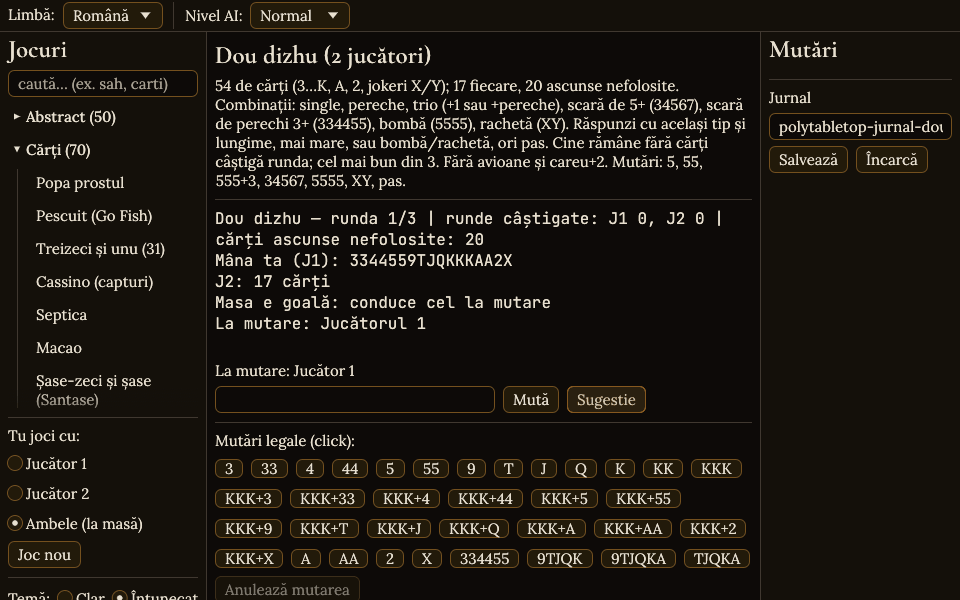 Limbă: Română ▼ Nivel AI: Normal ▼
Jocuri
caută... (ex. sah, carti)
▸ Abstract (50)
▾ Cărți (70)
Popa prostul
Pescuit (Go Fish)
Treizeci și unu (31)
Cassino (capturi)
Septica
Macao
Șase-zeci și șase
(Santase)
Tu joci cu:
Jucător 1
Jucător 2
Ambele (la masă)
Joc nou
Temă: Clar Întunecat
Dou dizhu (2 jucători)
54 de cărți (3…K, A, 2, jokeri X/Y); 17 fiecare, 20 ascunse nefolosite.
Combinații: single, pereche, trio (+1 sau +pereche), scară de 5+ (34567), scară
de perechi 3+ (334455), bombă (5555), rachetă (XY). Răspunzi cu același tip și
lungime, mai mare, sau bombă/rachetă, ori pas. Cine rămâne fără cărți
câștigă runda; cel mai bun din 3. Fără avioane și careu+2. Mutări: 5, 55,
555+3, 34567, 5555, XY, pas.
Dou dizhu — runda 1/3 | runde câștigate: J1 0, J2 0 |
cărți ascunse nefolosite: 20
Mâna ta (J1): 3344559TJQKKKAA2X
J2: 17 cărți
Masa e goală: conduce cel la mutare
La mutare: Jucătorul 1
La mutare: Jucător 1
Mută Sugestie
Mutări legale (click):
3 33 4 44 5 55 9 T J Q K KK KKK
KKK+3 KKK+33 KKK+4 KKK+44 KKK+5 KKK+55
KKK+9 KKK+T KKK+J KKK+Q KKK+A KKK+AA KKK+2
KKK+X A AA 2 X 334455 9TJQK 9TJQKA TJQKA
Anulează mutarea
Mutări
Jurnal
polytabletop-jurnal-dou
Salvează Încarcă